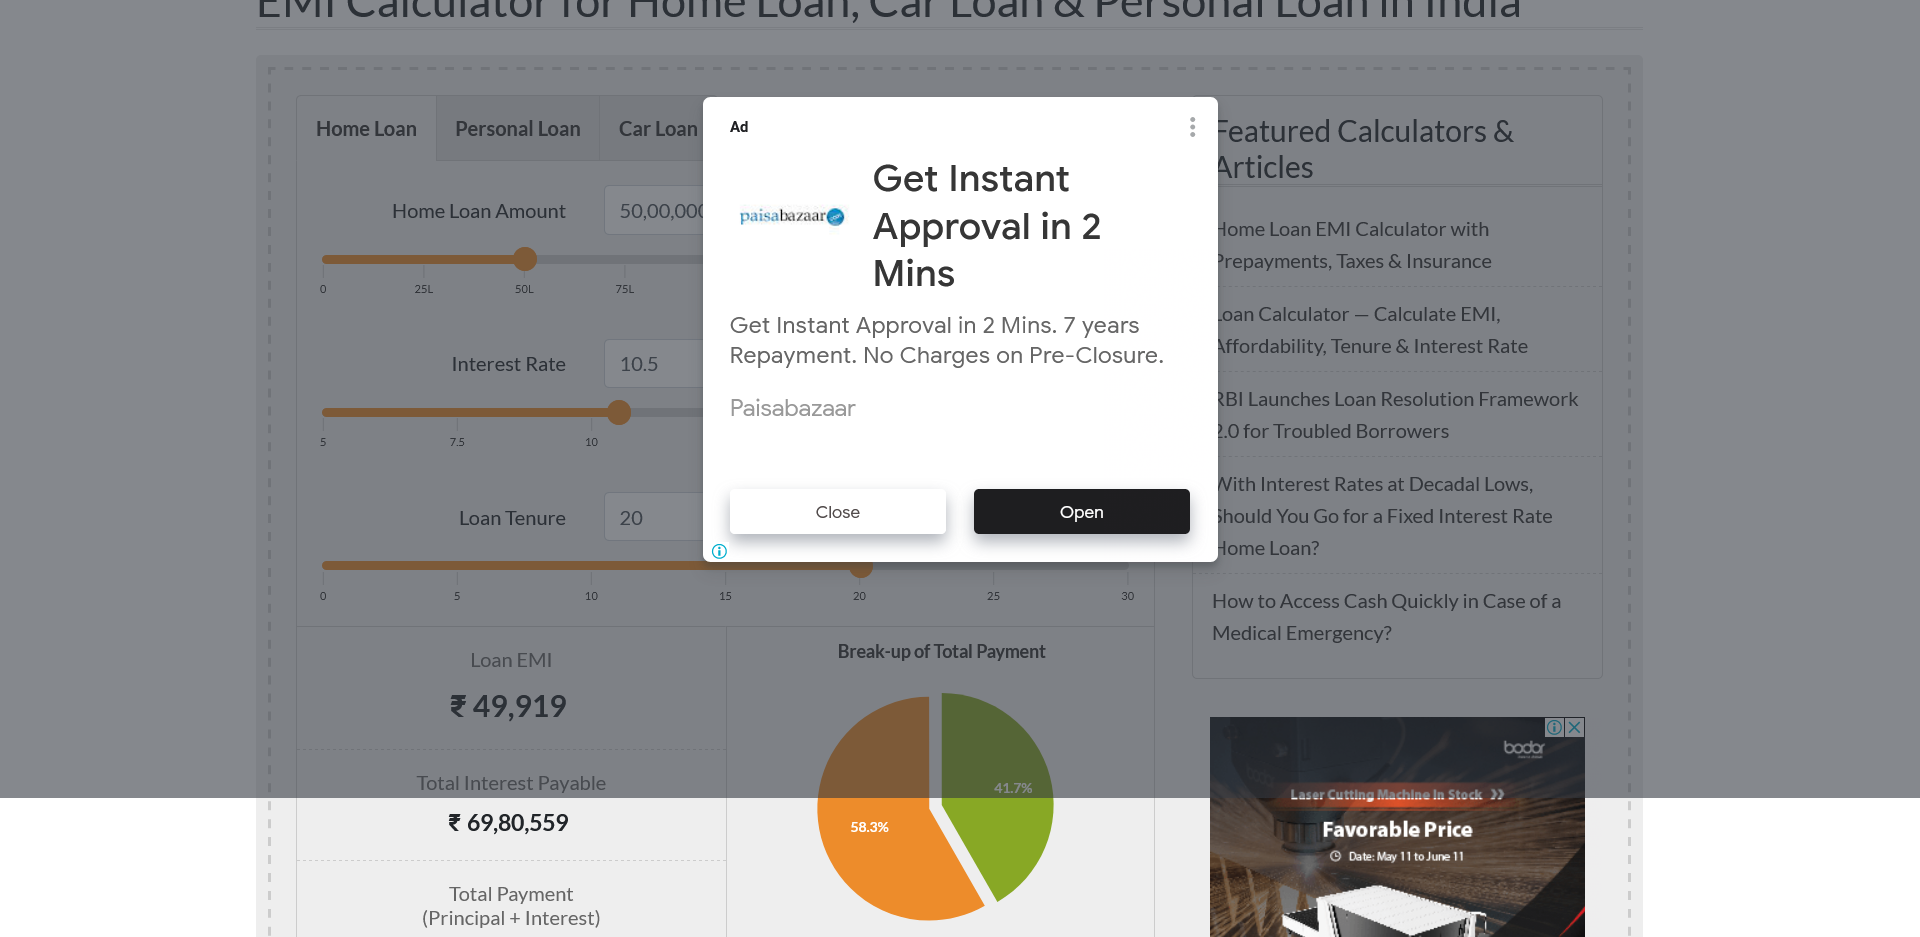 EMI Calculator for Home Loan, Car Loan & Personal Loan in India
Home Loan
Personal Loan
Car Loan
Home Loan Amount
50,00,000
0
25L
50L
75L
Interest Rate
10.5
5
7.5
10
Loan Tenure
20
0
5
10
15
20
25
30
Ad
paisabazaar
Get Instant
Approval in 2
Mins
Get Instant Approval in 2 Mins. 7 years
Repayment. No Charges on Pre-Closure.
Paisabazaar
Close
Open
Featured Calculators &
Articles
Home Loan EMI Calculator with
Prepayments, Taxes & Insurance
Loan Calculator — Calculate EMI,
Affordability, Tenure & Interest Rate
RBI Launches Loan Resolution Framework
2.0 for Troubled Borrowers
With Interest Rates at Decadal Lows,
Should You Go for a Fixed Interest Rate
Home Loan?
How to Access Cash Quickly in Case of a
Medical Emergency?
Loan EMI
₹ 49,919
Total Interest Payable
₹ 69,80,559
Total Payment
(Principal + Interest)
Break-up of Total Payment
41.7%
58.3%
bodor
Laser Cutting Machine In Stock
Favorable Price
Date: May 11 to June 11